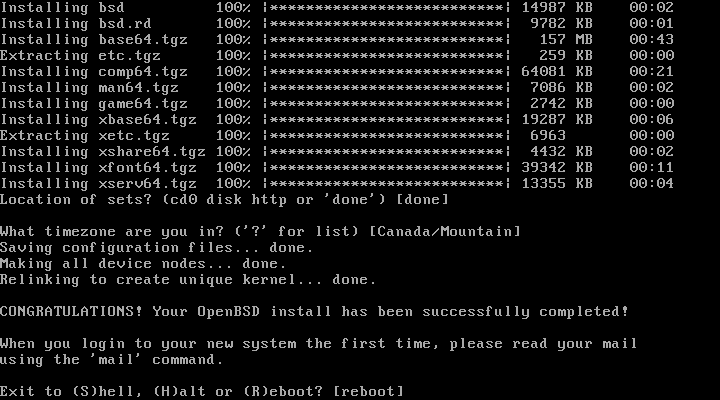 Installing bsd          100% |**************************| 14987 KB    00:02
Installing bsd.rd       100% |**************************|  9782 KB    00:01
Installing base64.tgz   100% |**************************|   157 MB    00:43
Extracting etc.tgz      100% |**************************|   259 KB    00:00
Installing comp64.tgz   100% |**************************| 64081 KB    00:21
Installing man64.tgz    100% |**************************|  7086 KB    00:02
Installing game64.tgz   100% |**************************|  2742 KB    00:00
Installing xbase64.tgz  100% |**************************| 19287 KB    00:06
Extracting xetc.tgz     100% |**************************|  6963       00:00
Installing xshare64.tgz 100% |**************************|  4432 KB    00:02
Installing xfont64.tgz  100% |**************************| 39342 KB    00:11
Installing xserv64.tgz  100% |**************************| 13355 KB    00:04
Location of sets? (cd0 disk http or 'done') [done]
What timezone are you in? ('?' for list) [Canada/Mountain]
Saving configuration files... done.
Making all device nodes... done.
Relinking to create unique kernel... done.
CONGRATULATIONS! Your OpenBSD install has been successfully completed!
When you login to your new system the first time, please read your mail
using the 'mail' command.
Exit to (S)hell, (H)alt or (R)eboot? [reboot]